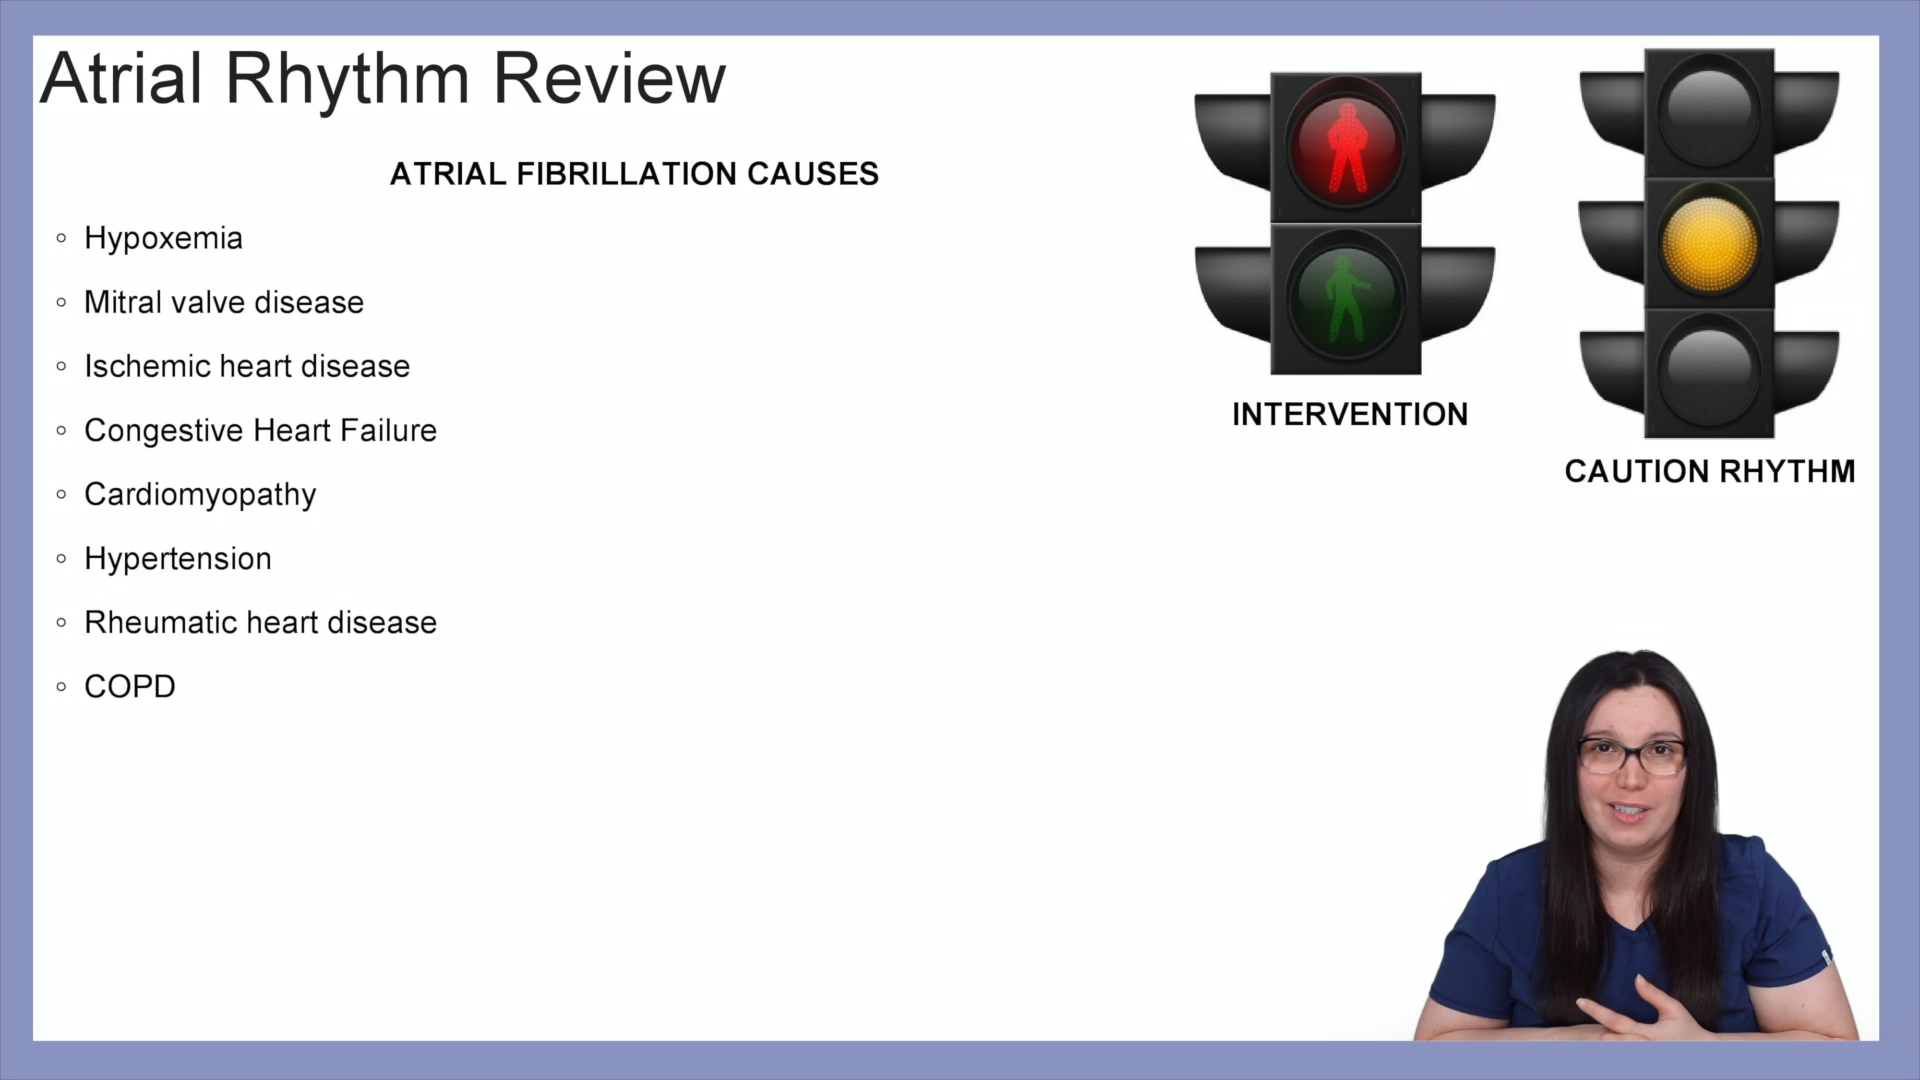 Atrial Rhythm Review
ATRIAL FIBRILLATION CAUSES
Hypoxemia
Mitral valve disease
Ischemic heart disease
Congestive Heart Failure
Cardiomyopathy
Hypertension
Rheumatic heart disease
COPD
INTERVENTION
CAUTION RHYTHM